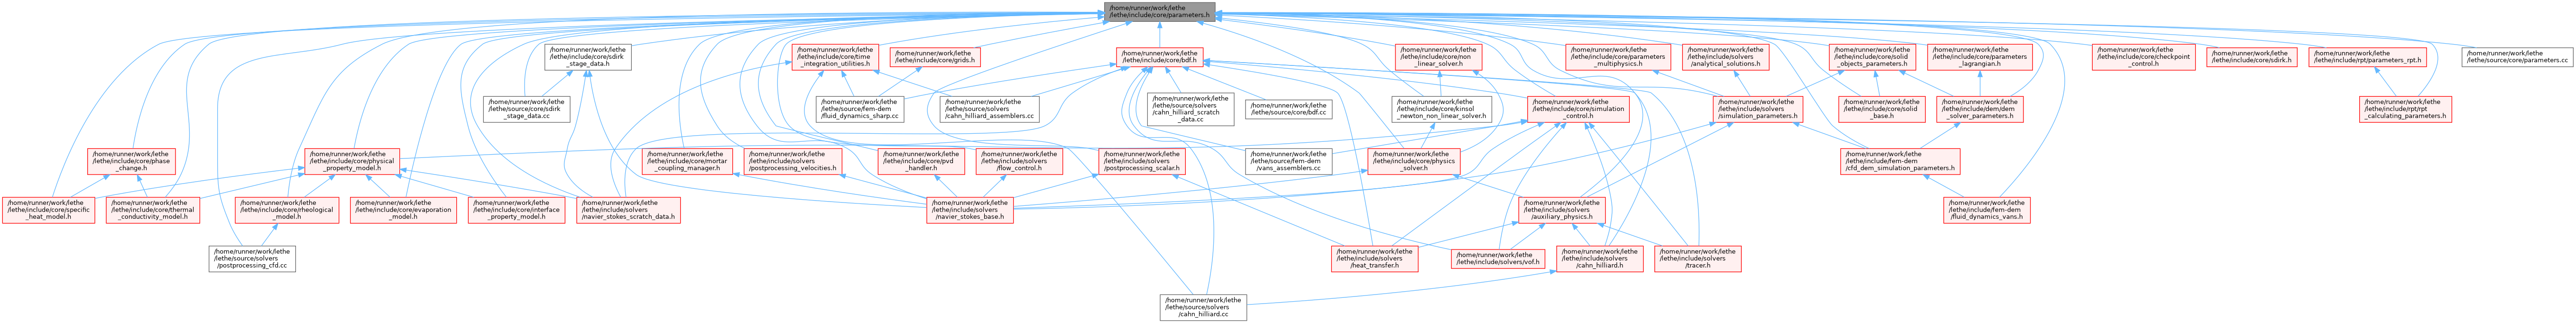 /home/runner/work/lethe
/lethe/include/core/parameters.h
/home/runner/work/lethe
/lethe/include/core/sdirk
_stage_data.h
/home/runner/work/lethe
/lethe/include/core/time
_integration_utilities.h
/home/runner/work/lethe
/lethe/include/core/grids.h
/home/runner/work/lethe
/lethe/include/core/bdf.h
/home/runner/work/lethe
/lethe/include/core/non
_linear_solver.h
/home/runner/work/lethe
/lethe/include/core/parameters
_multiphysics.h
/home/runner/work/lethe
/lethe/include/solvers
/analytical_solutions.h
/home/runner/work/lethe
/lethe/include/core/solid
_objects_parameters.h
/home/runner/work/lethe
/lethe/include/core/parameters
_lagrangian.h
/home/runner/work/lethe
/lethe/include/core/checkpoint
_control.h
/home/runner/work/lethe
/lethe/include/core/sdirk.h
/home/runner/work/lethe
/lethe/include/rpt/parameters_rpt.h
/home/runner/work/lethe
/lethe/source/core/parameters.cc
/home/runner/work/lethe
/lethe/source/core/sdirk
_stage_data.cc
/home/runner/work/lethe
/lethe/source/fem-dem
/fluid_dynamics_sharp.cc
/home/runner/work/lethe
/lethe/source/solvers
/cahn_hilliard_assemblers.cc
/home/runner/work/lethe
/lethe/source/solvers
/cahn_hilliard_scratch
_data.cc
/home/runner/work/lethe
/lethe/source/core/bdf.cc
/home/runner/work/lethe
/lethe/include/core/kinsol
_newton_non_linear_solver.h
/home/runner/work/lethe
/lethe/include/core/simulation
_control.h
/home/runner/work/lethe
/lethe/include/solvers
/simulation_parameters.h
/home/runner/work/lethe
/lethe/include/core/solid
_base.h
/home/runner/work/lethe
/lethe/include/dem/dem
_solver_parameters.h
/home/runner/work/lethe
/lethe/include/rpt/rpt
_calculating_parameters.h
/home/runner/work/lethe
/lethe/include/core/phase
_change.h
/home/runner/work/lethe
/lethe/include/core/physical
_property_model.h
/home/runner/work/lethe
/lethe/include/core/mortar
_coupling_manager.h
/home/runner/work/lethe
/lethe/include/solvers
/postprocessing_velocities.h
/home/runner/work/lethe
/lethe/include/core/pvd
_handler.h
/home/runner/work/lethe
/lethe/include/solvers
/flow_control.h
/home/runner/work/lethe
/lethe/include/solvers
/postprocessing_scalar.h
/home/runner/work/lethe
/lethe/source/fem-dem
/vans_assemblers.cc
/home/runner/work/lethe
/lethe/include/core/physics
_solver.h
/home/runner/work/lethe
/lethe/include/fem-dem
/cfd_dem_simulation_parameters.h
/home/runner/work/lethe
/lethe/include/core/specific
_heat_model.h
/home/runner/work/lethe
/lethe/include/core/thermal
_conductivity_model.h
/home/runner/work/lethe
/lethe/include/core/rheological
_model.h
/home/runner/work/lethe
/lethe/include/core/evaporation
_model.h
/home/runner/work/lethe
/lethe/include/core/interface
_property_model.h
/home/runner/work/lethe
/lethe/include/solvers
/navier_stokes_scratch_data.h
/home/runner/work/lethe
/lethe/include/solvers
/navier_stokes_base.h
/home/runner/work/lethe
/lethe/include/solvers
/auxiliary_physics.h
/home/runner/work/lethe
/lethe/include/fem-dem
/fluid_dynamics_vans.h
/home/runner/work/lethe
/lethe/source/solvers
/postprocessing_cfd.cc
/home/runner/work/lethe
/lethe/include/solvers
/heat_transfer.h
/home/runner/work/lethe
/lethe/include/solvers/vof.h
/home/runner/work/lethe
/lethe/include/solvers
/cahn_hilliard.h
/home/runner/work/lethe
/lethe/include/solvers
/tracer.h
/home/runner/work/lethe
/lethe/source/solvers
/cahn_hilliard.cc